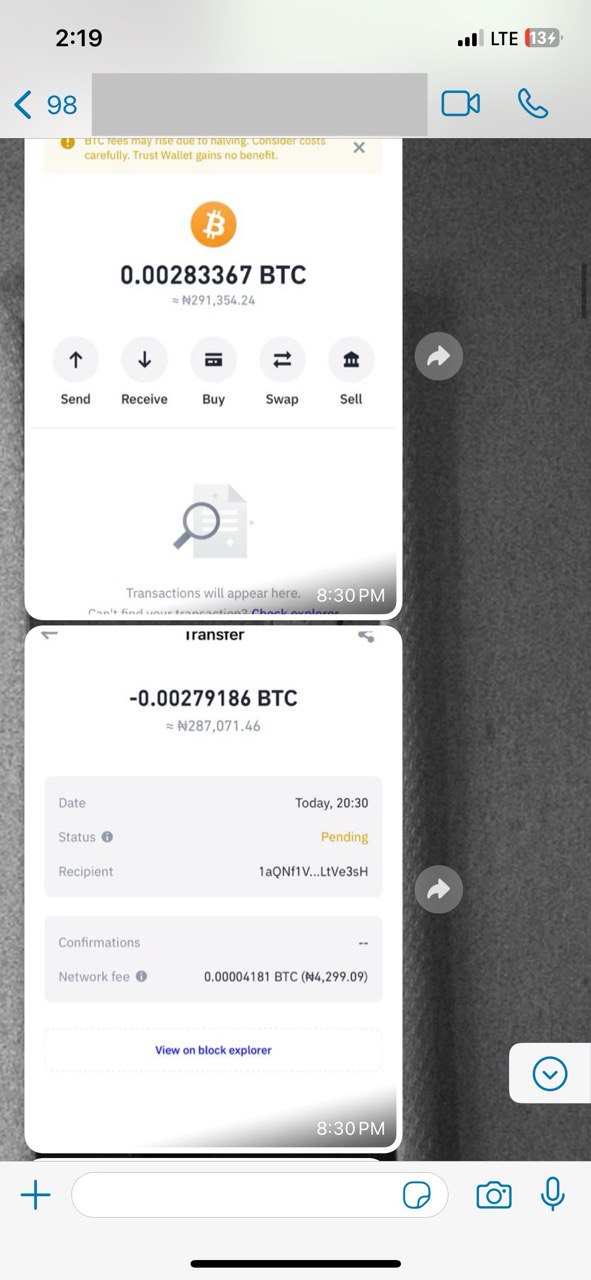 2:19
LTE 13
98
BTC fees may rise due to halving. Consider costs
carefully. Trust Wallet gains no benefit.
0.00283367 BTC
≈ ₦291,354.24
Send Receive Buy Swap Sell
Transactions will appear here.
8:30 PM
Can't find your transaction? Check explorer
Transfer
-0.00279186 BTC
≈ ₦287,071.46
Date Today, 20:30
Status Pending
Recipient 1aQNf1V...LtVe3sH
Confirmations --
Network fee 0.00004181 BTC (₦4,299.09)
View on block explorer
8:30 PM